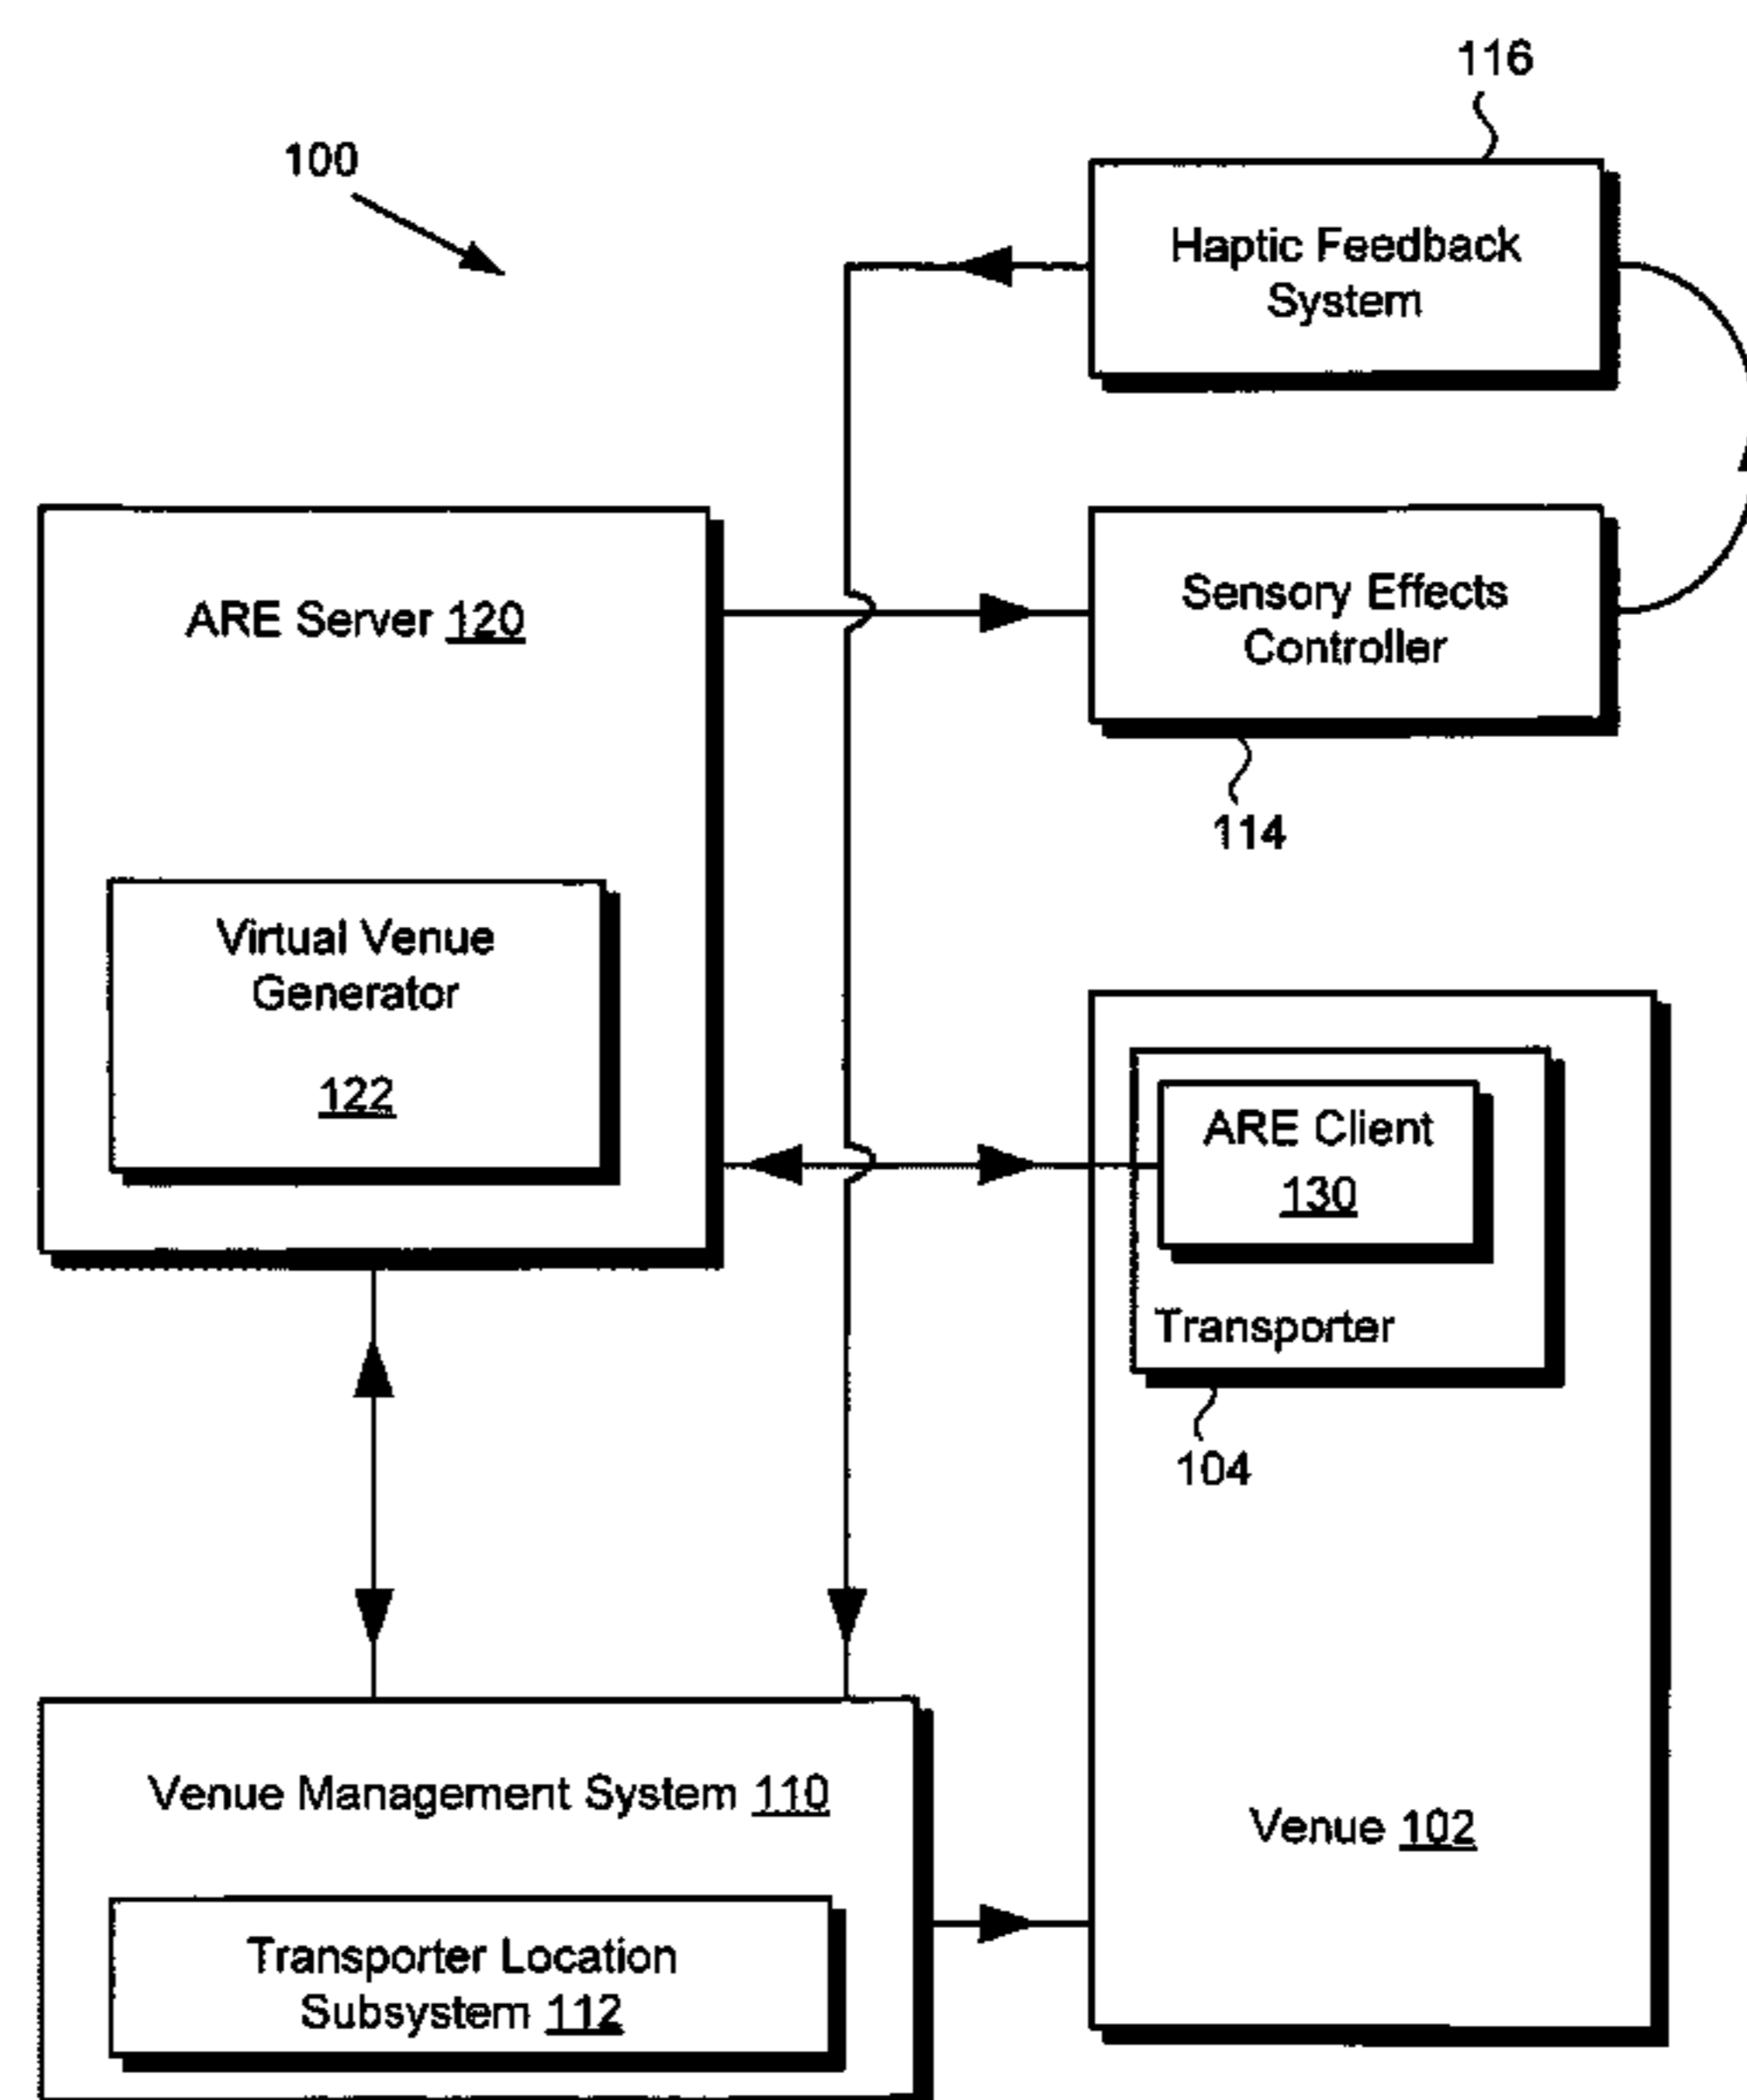 116
100
Haptic Feedback
System
ARE Server 120
Sensory Effects
Controller
114
Virtual Venue
Generator
122
ARE Client
130
Transporter
104
Venue Management System 110
Venue 102
Transporter Location
Subsystem 112